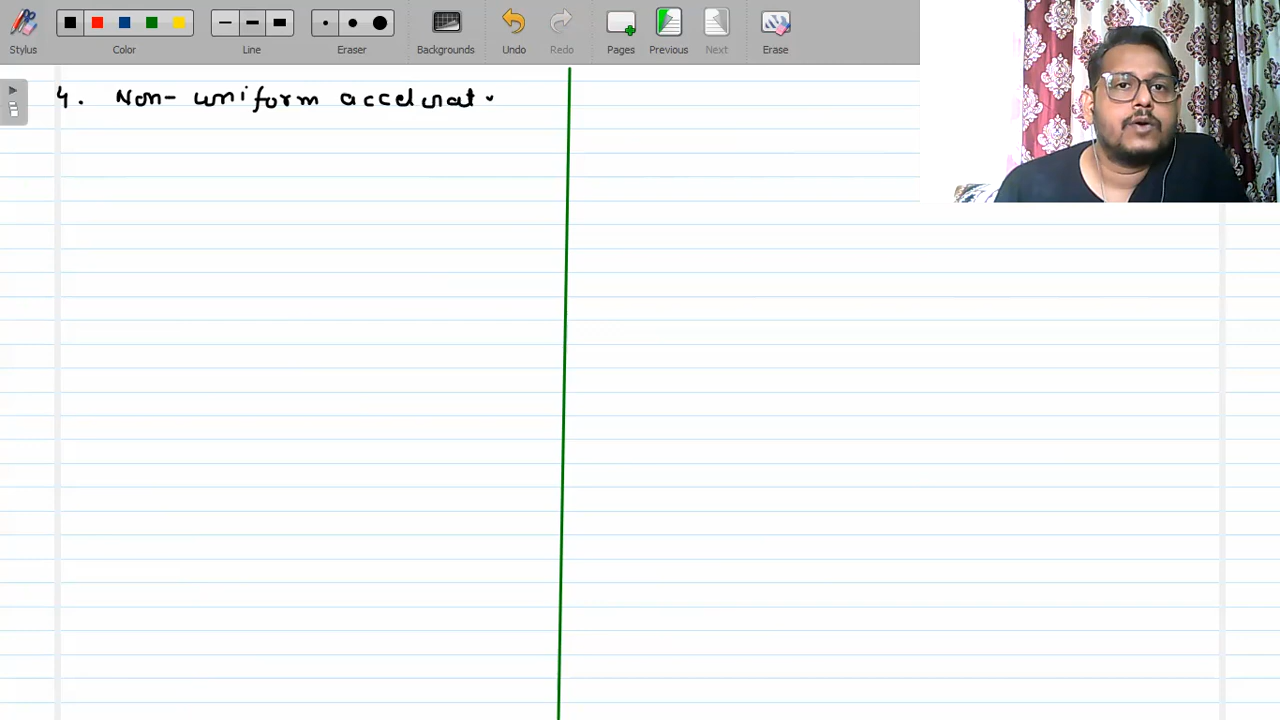 Stylus
Color
Line
Eraser
Backgrounds
Undo
Redo
Pages
Previous
Next
Erase
4. Non-uniform accelerat